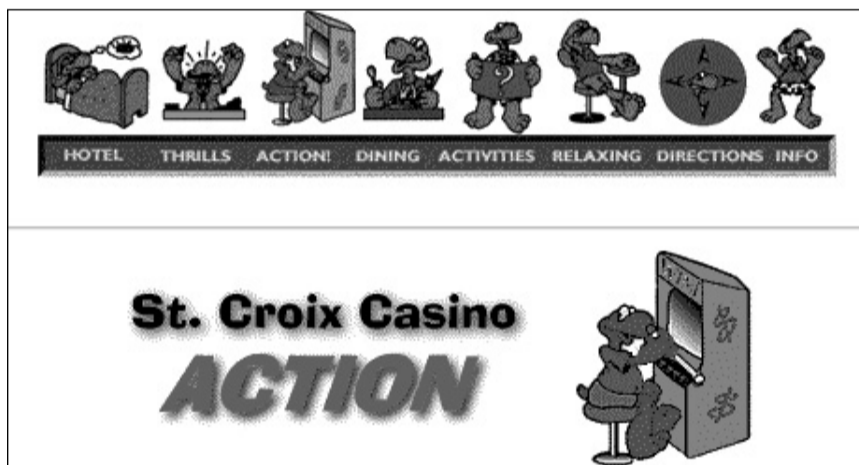 HOTEL THRILLS ACTION! DINING ACTIVITIES RELAXING DIRECTIONS INFO
St. Croix Casino
ACTION